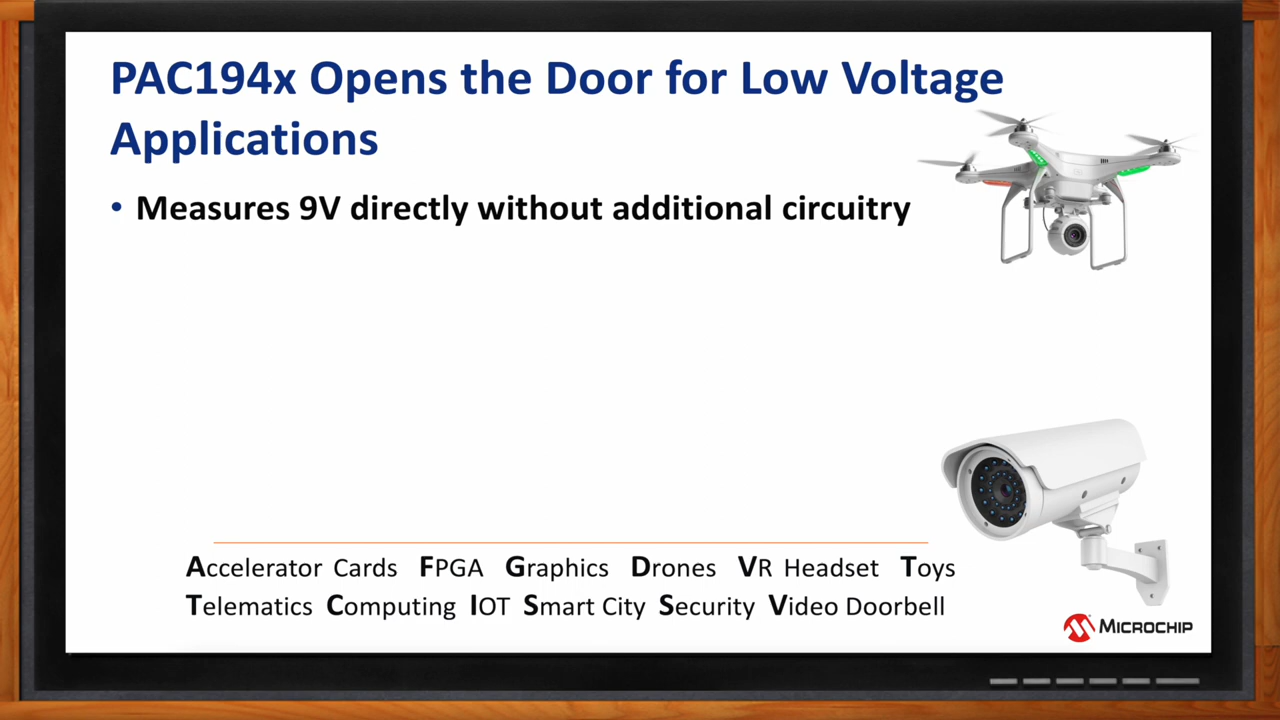 PAC194x Opens the Door for Low Voltage
Applications
• Measures 9V directly without additional circuitry
Accelerator Cards FPGA Graphics Drones VR Headset Toys
Telematics Computing IOT Smart City Security Video Doorbell
MICROCHIP